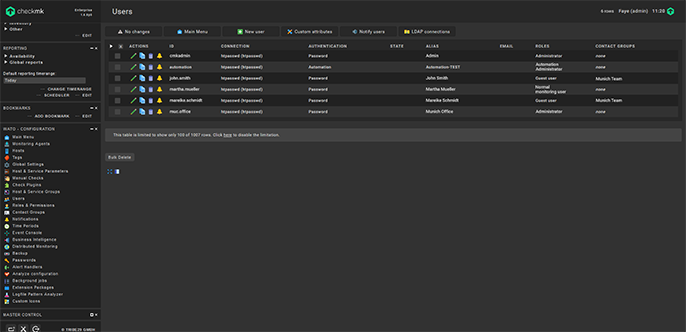 checkmk
Enterprise
1.6.0p5
Inventory
Other
EDIT
REPORTING
Availability
Global reports
EDIT
Default reporting timerange:
Today
CHANGE TIMERANGE
SCHEDULER EDIT
BOOKMARKS
ADD BOOKMARK EDIT
WATO · CONFIGURATION
Main Menu
Monitoring Agents
Hosts
Tags
Global Settings
Host & Service Parameters
Manual Checks
Check Plugins
Host & Service Groups
Users
Roles & Permissions
Contact Groups
Notifications
Time Periods
Event Console
Business Intelligence
Distributed Monitoring
Backup
Passwords
Alert Handlers
Analyze configuration
Background jobs
Extension Packages
Logfile Pattern Analyzer
Custom icons
MASTER CONTROL
© TRIBE29 GMBH
Users
6 rows Faye (admin) 11:28
No changes Main Menu New user Custom attributes Notify users LDAP connections
ACTIONS ID CONNECTION AUTHENTICATION STATE ALIAS EMAIL ROLES CONTACT GROUPS
cmkadmin htpasswd (htpasswd) Password Admin Administrator none
automation htpasswd (htpasswd) Automation Automation-TEST Automation Administrator none
john.smith htpasswd (htpasswd) Password John Smith Guest user Munich Team
martha.mueller htpasswd (htpasswd) Password Martha Mueller Normal monitoring user none
mareike.schmidt htpasswd (htpasswd) Password Mareike Schmidt Guest user Munich Team
muc.office htpasswd (htpasswd) Password Munich Office Administrator none
This table is limited to show only 100 of 1007 rows. Click here to disable the limitation.
Bulk Delete